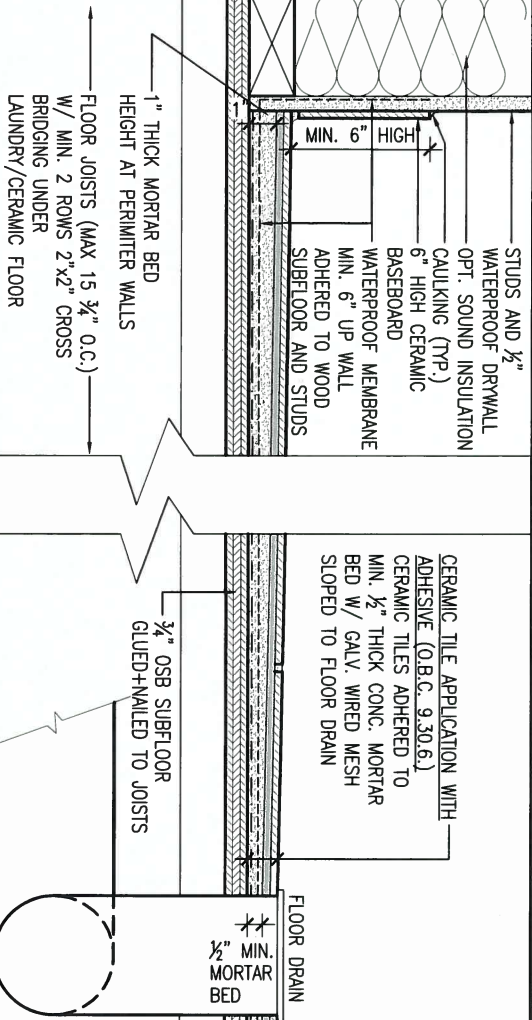 STUDS AND ½"
WATERPROOF DRYWALL
OPT. SOUND INSULATION
CAULKING (TYP.)
6" HIGH CERAMIC
BASEBOARD
WATERPROOF MEMBRANE
MIN. 6" UP WALL
ADHERED TO WOOD
SUBFLOOR AND STUDS
MIN. 6" HIGH
1"
1" THICK MORTAR BED
HEIGHT AT PERIMITER WALLS
FLOOR JOISTS (MAX 15 ¾" O.C.)
W/ MIN. 2 ROWS 2"x2" CROSS
BRIDGING UNDER
LAUNDRY/CERAMIC FLOOR
CERAMIC TILE APPLICATION WITH
ADHESIVE (O.B.C. 9.30.6.)
CERAMIC TILES ADHERED TO
MIN. ½" THICK CONC. MORTAR
BED W/ GALV. WIRED MESH
SLOPED TO FLOOR DRAIN
¾" OSB SUBFLOOR
GLUED+NAILED TO JOISTS
FLOOR DRAIN
½" MIN.
MORTAR
BED